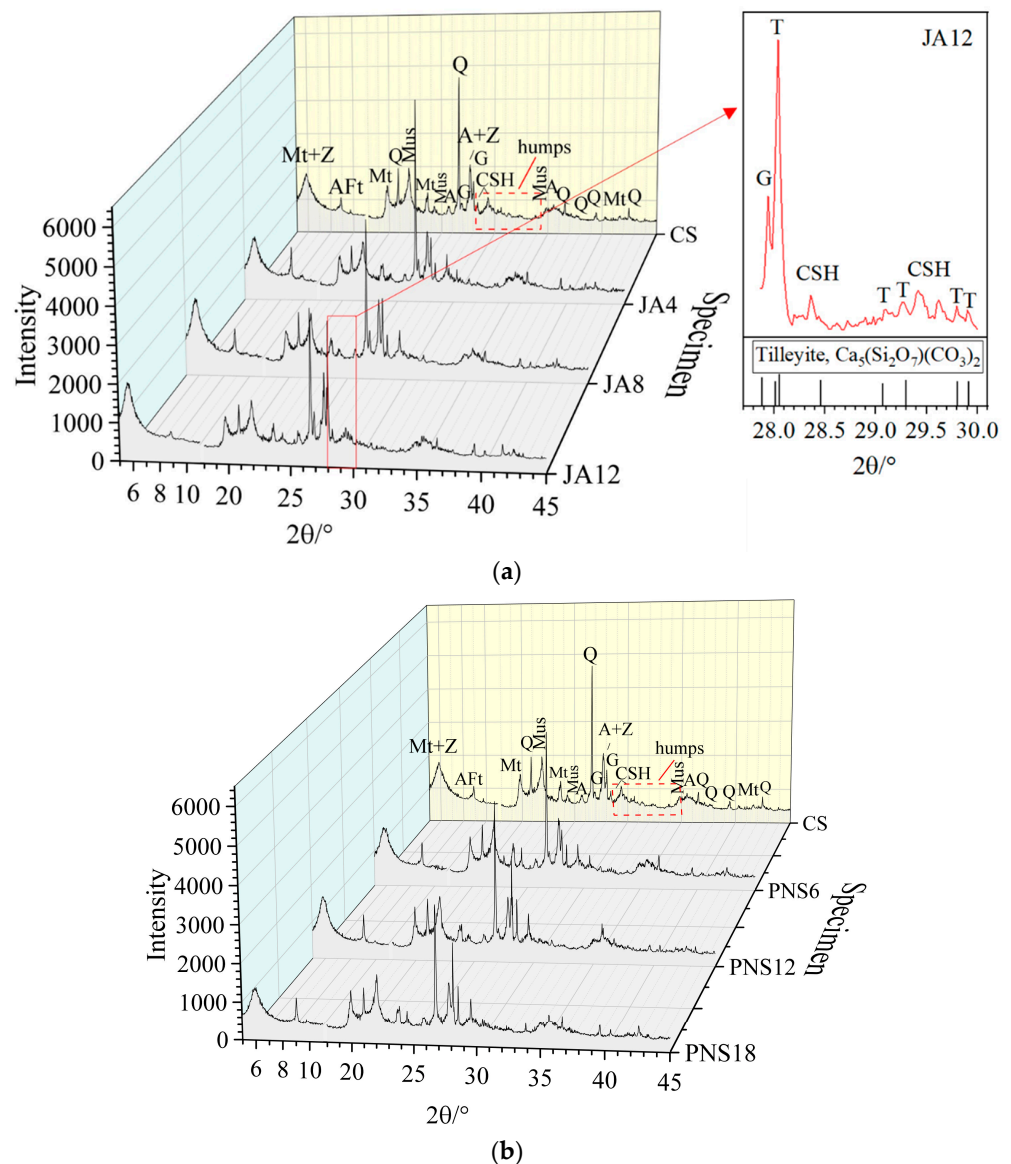 Q
Mt+Z
AFt
Mt
Q
Mus
Mt
Mus
A
G
A+Z
G
CSH
humps
Mus
A
Q
Q
Q
Mt
Q
6000
5000
4000
3000
2000
1000
0
Intensity
6 8 10 20 25 30 35 40 45
2θ/°
CS
JA4
JA8
JA12
Specimen
T
JA12
G
CSH
CSH
T T T T
Tilleyite, Ca₅(Si₂O₇)(CO₃)₂
28.0 28.5 29.0 29.5 30.0
2θ/°
(a)
Q
Mt+Z
AFt
Mt
Q
Mus
Mt
Mus
A
G
A+Z
G
CSH
humps
Mus
A
Q
Q
Q
Mt
Q
6000
5000
4000
3000
2000
1000
0
Intensity
6 8 10 20 25 30 35 40 45
2θ/°
CS
PNS6
PNS12
PNS18
Specimen
(b)